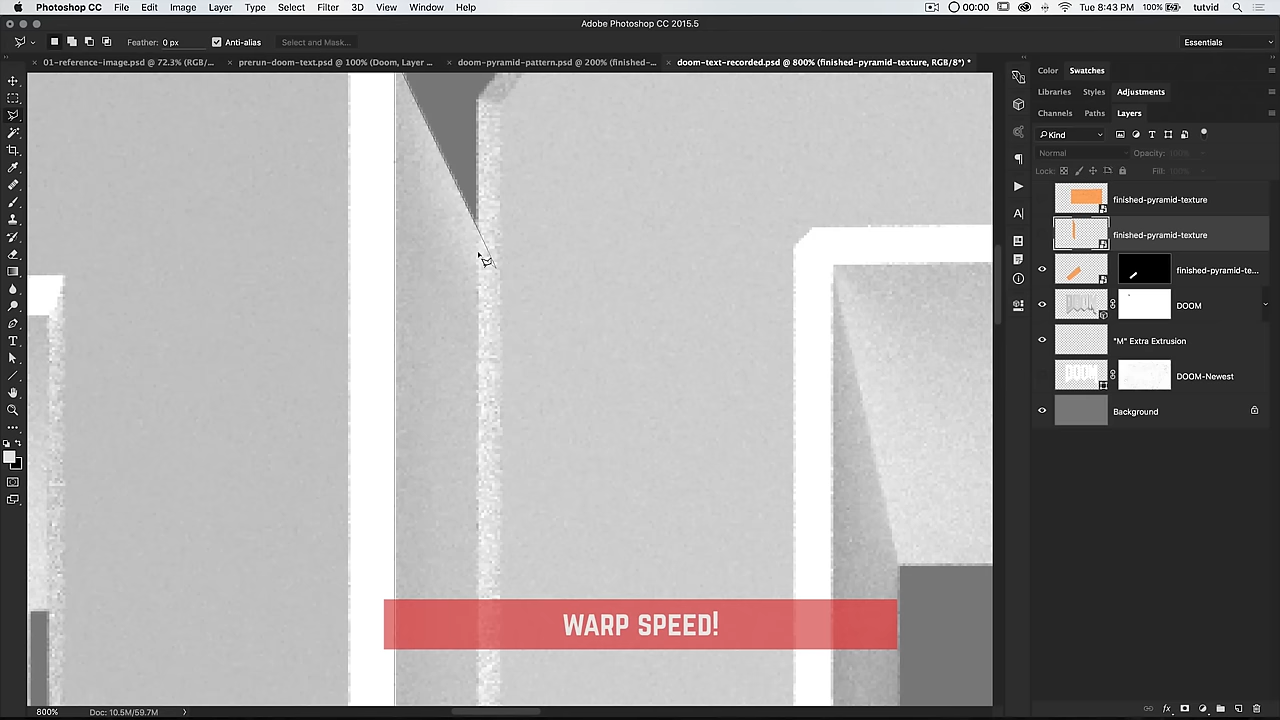 Photoshop CC File Edit Image Layer Type Select Filter 3D View Window Help 00:00 Tue 8:43 PM 100% tutvid
Adobe Photoshop CC 2015.5
Feather: 0 px Anti-alias Select and Mask... Essentials
01-reference-image.psd @ 72.3% (RGB/... prerun-doom-text.psd @ 100% (Doom, Layer ... doom-pyramid-pattern.psd @ 200% (finished-... doom-text-recorded.psd @ 800% (finished-pyramid-texture, RGB/8*) *
Color Swatches
Libraries Styles Adjustments
Channels Paths Layers
Kind
Normal Opacity: 100%
Lock: Fill: 100%
finished-pyramid-texture
finished-pyramid-texture
finished-pyramid-te...
DOOM
"M" Extra Extrusion
DOOM-Newest
Background
WARP SPEED!
800% Doc: 10.5M/59.7M